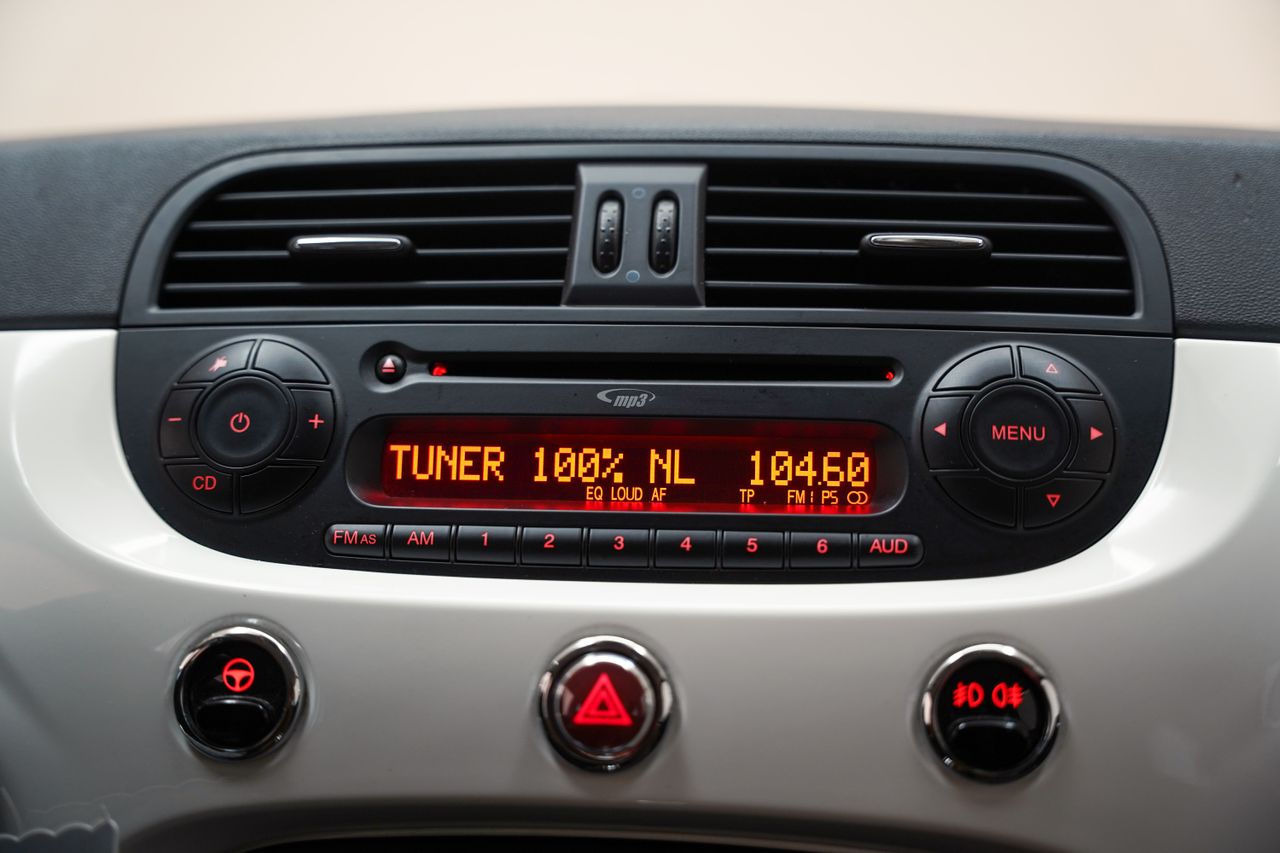 mp3
TUNER 100% NL 104.60
EQ LOUD AF TP FM1 PS
CD
MENU
FM AS AM 1 2 3 4 5 6 AUD